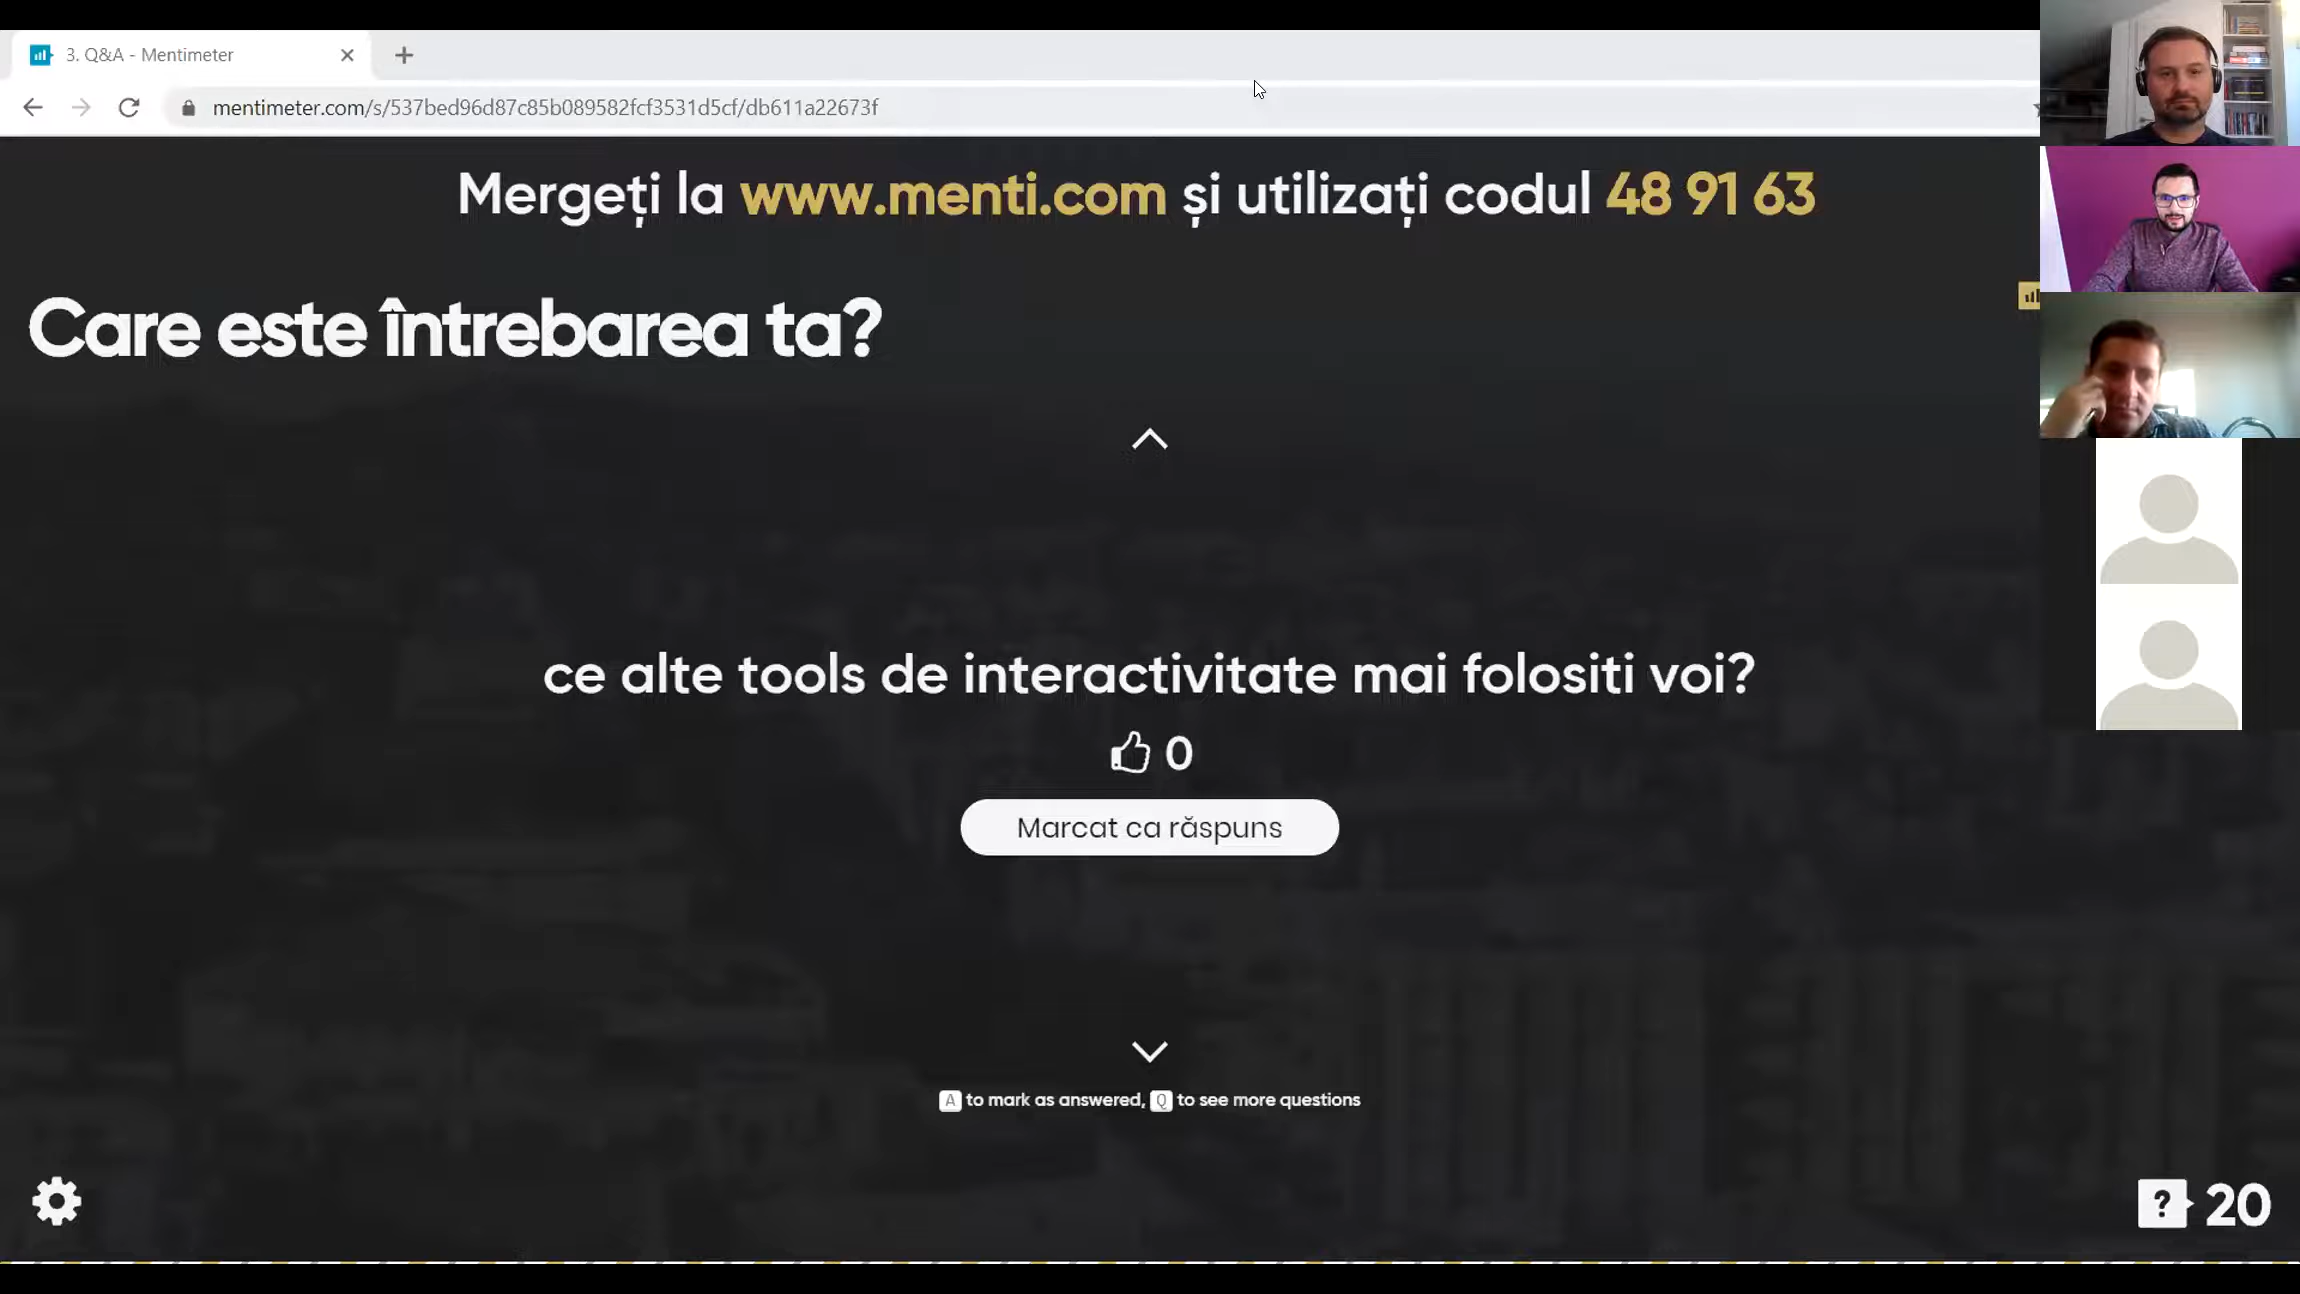 3. Q&A - Mentimeter
mentimeter.com/s/537bed96d87c85b089582fcf3531d5cf/db611a22673f
Mergeți la www.menti.com și utilizați codul 48 91 63
Care este întrebarea ta?
ce alte tools de interactivitate mai folositi voi?
0
Marcat ca răspuns
A to mark as answered, Q to see more questions
? 20